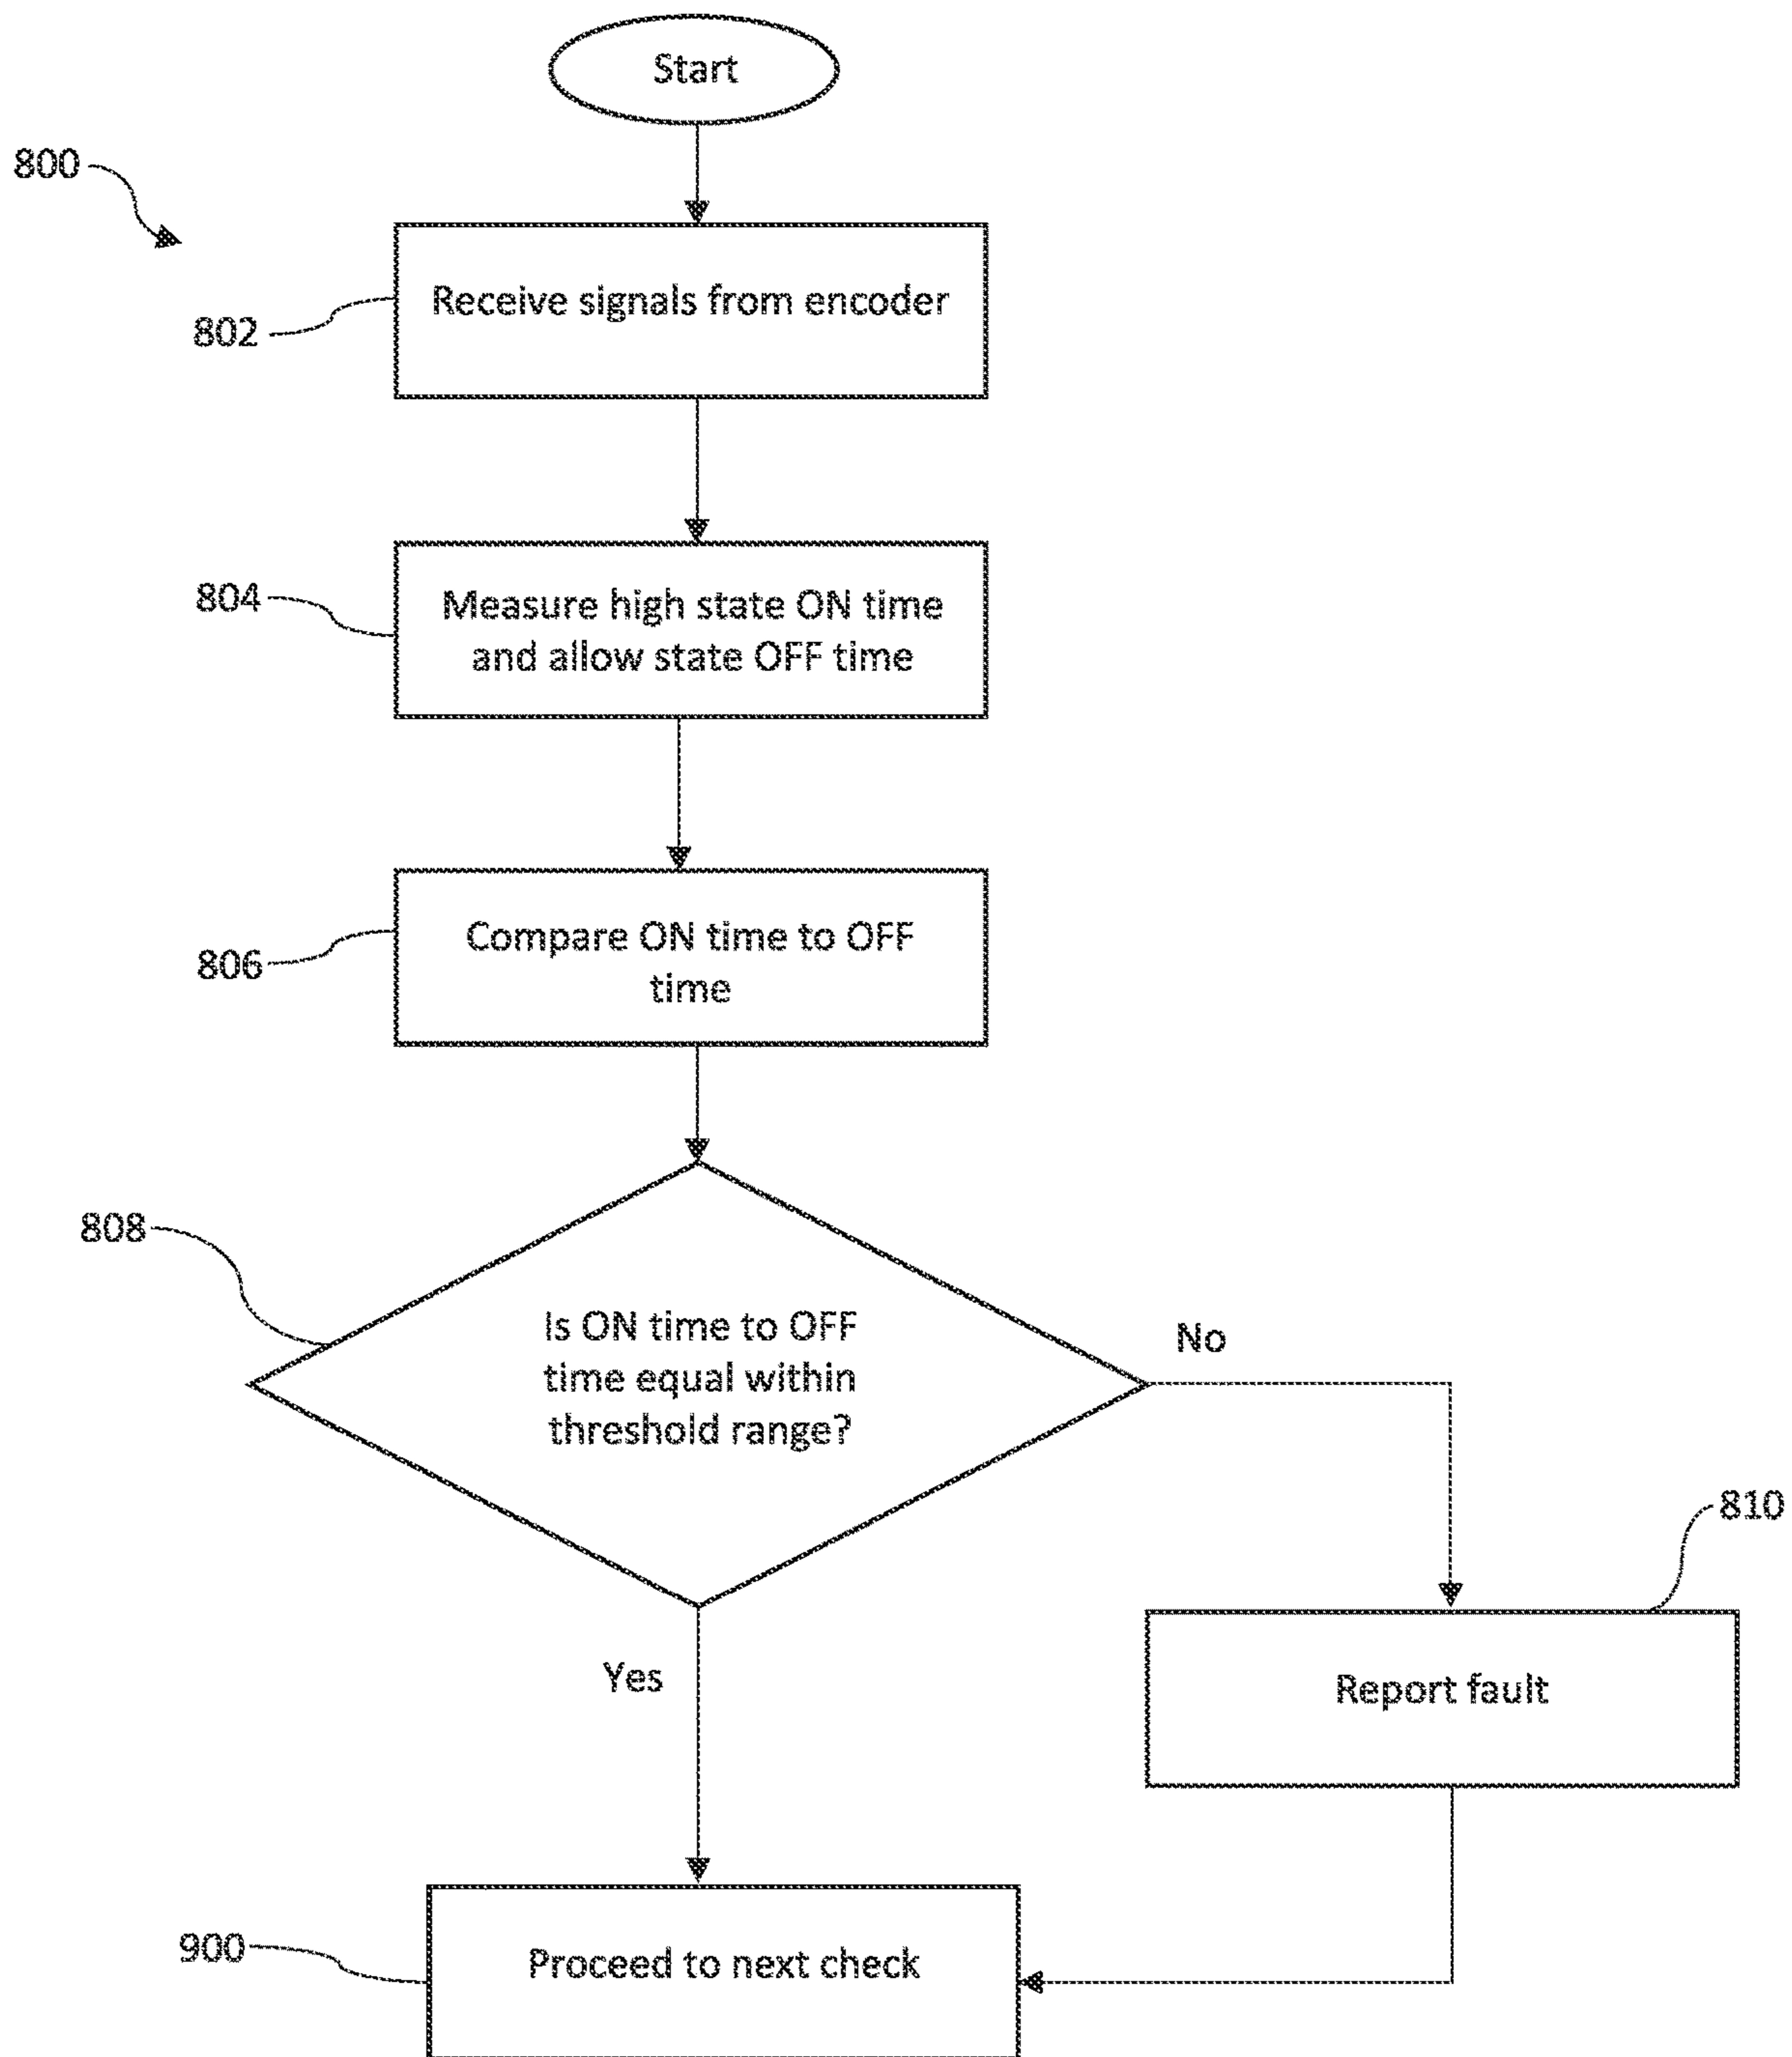 Start
800
Receive signals from encoder
802
804
Measure high state ON time
and allow state OFF time
Compare ON time to OFF
time
806
808
Is ON time to OFF
time equal within
threshold range?
No
810
Yes
Report fault
900
Proceed to next check